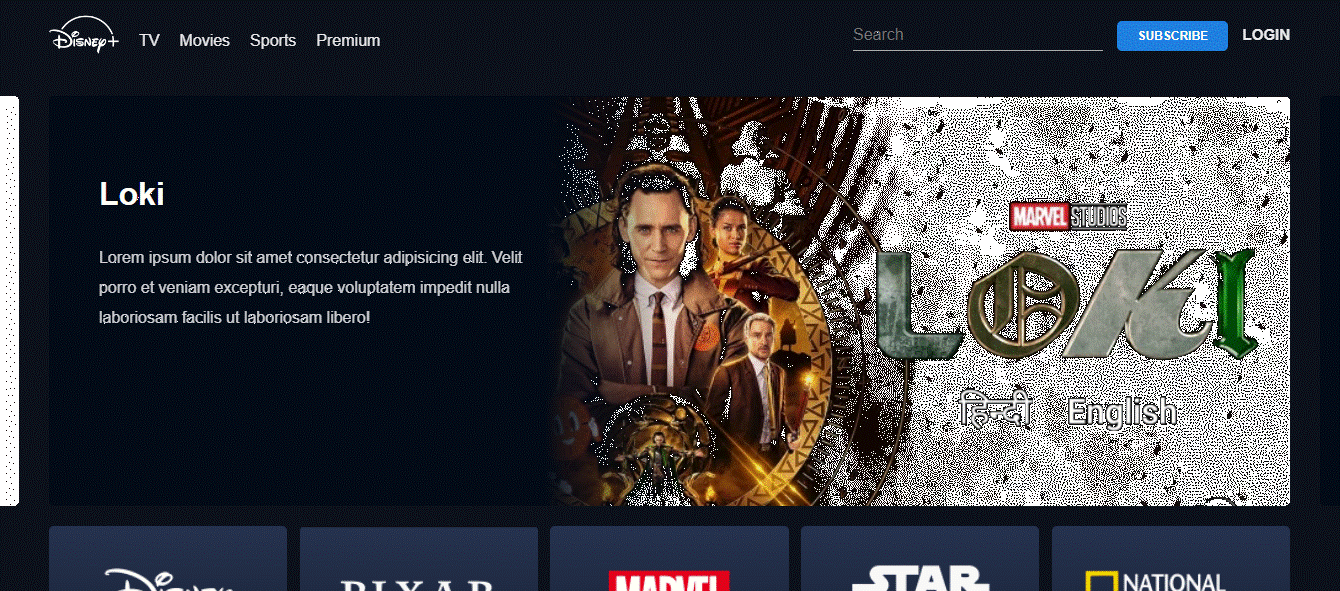 Disney+
TV
Movies
Sports
Premium
Search
SUBSCRIBE
LOGIN
Loki
Lorem ipsum dolor sit amet consectetur adipisicing elit. Velit
porro et veniam excepturi, eaque voluptatem impedit nulla
laboriosam facilis ut laboriosam libero!
MARVEL STUDIOS
LOKI
हिन्दी English
Disney
PIXAR
MARVEL
STAR
NATIONAL